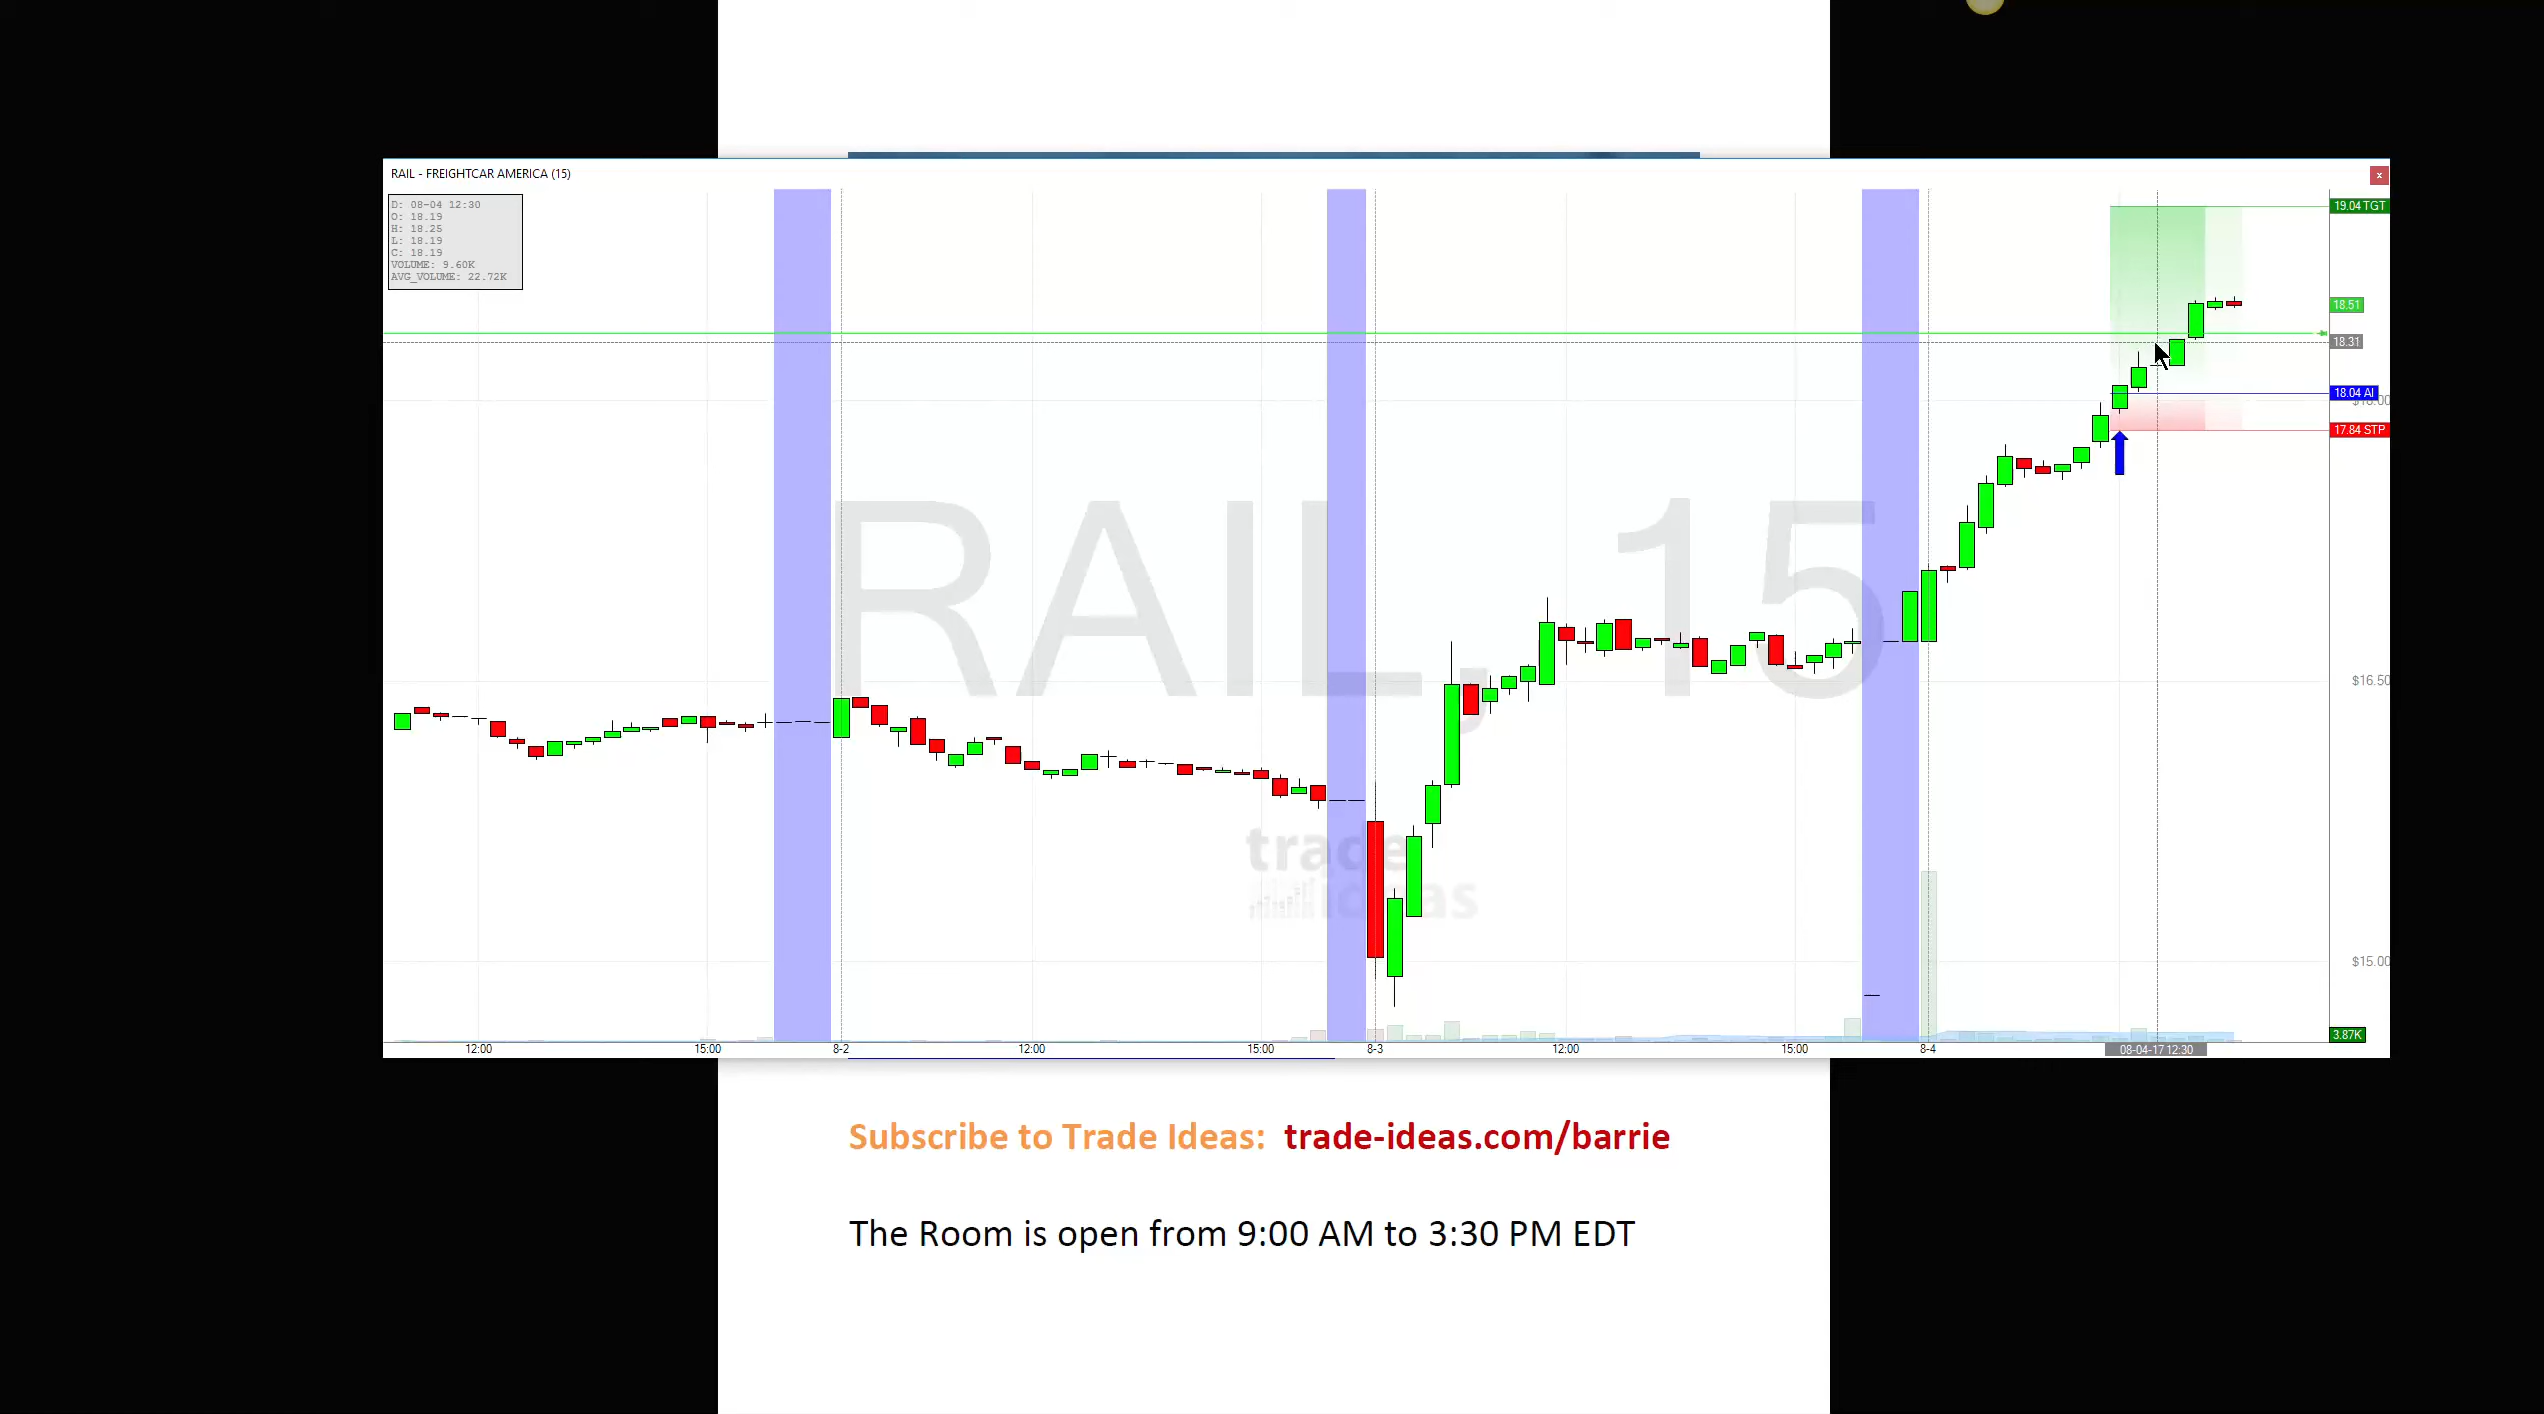 RAIL - FREIGHTCAR AMERICA (15)
x
D: 08-04 12:30
O: 18.19
H: 18.25
L: 18.19
C: 18.19
VOLUME: 9.60K
AVG_VOLUME: 22.72K
19.04 TGT
18.51
18.31
18.04 AI
$18.00
17.84 STP
RAIL, 15
$16.50
trade
ideas
$15.00
3.87K
12:00 15:00 8-2 12:00 15:00 8-3 12:00 15:00 8-4 08-04-17 12:30
Subscribe to Trade Ideas: trade-ideas.com/barrie
The Room is open from 9:00 AM to 3:30 PM EDT